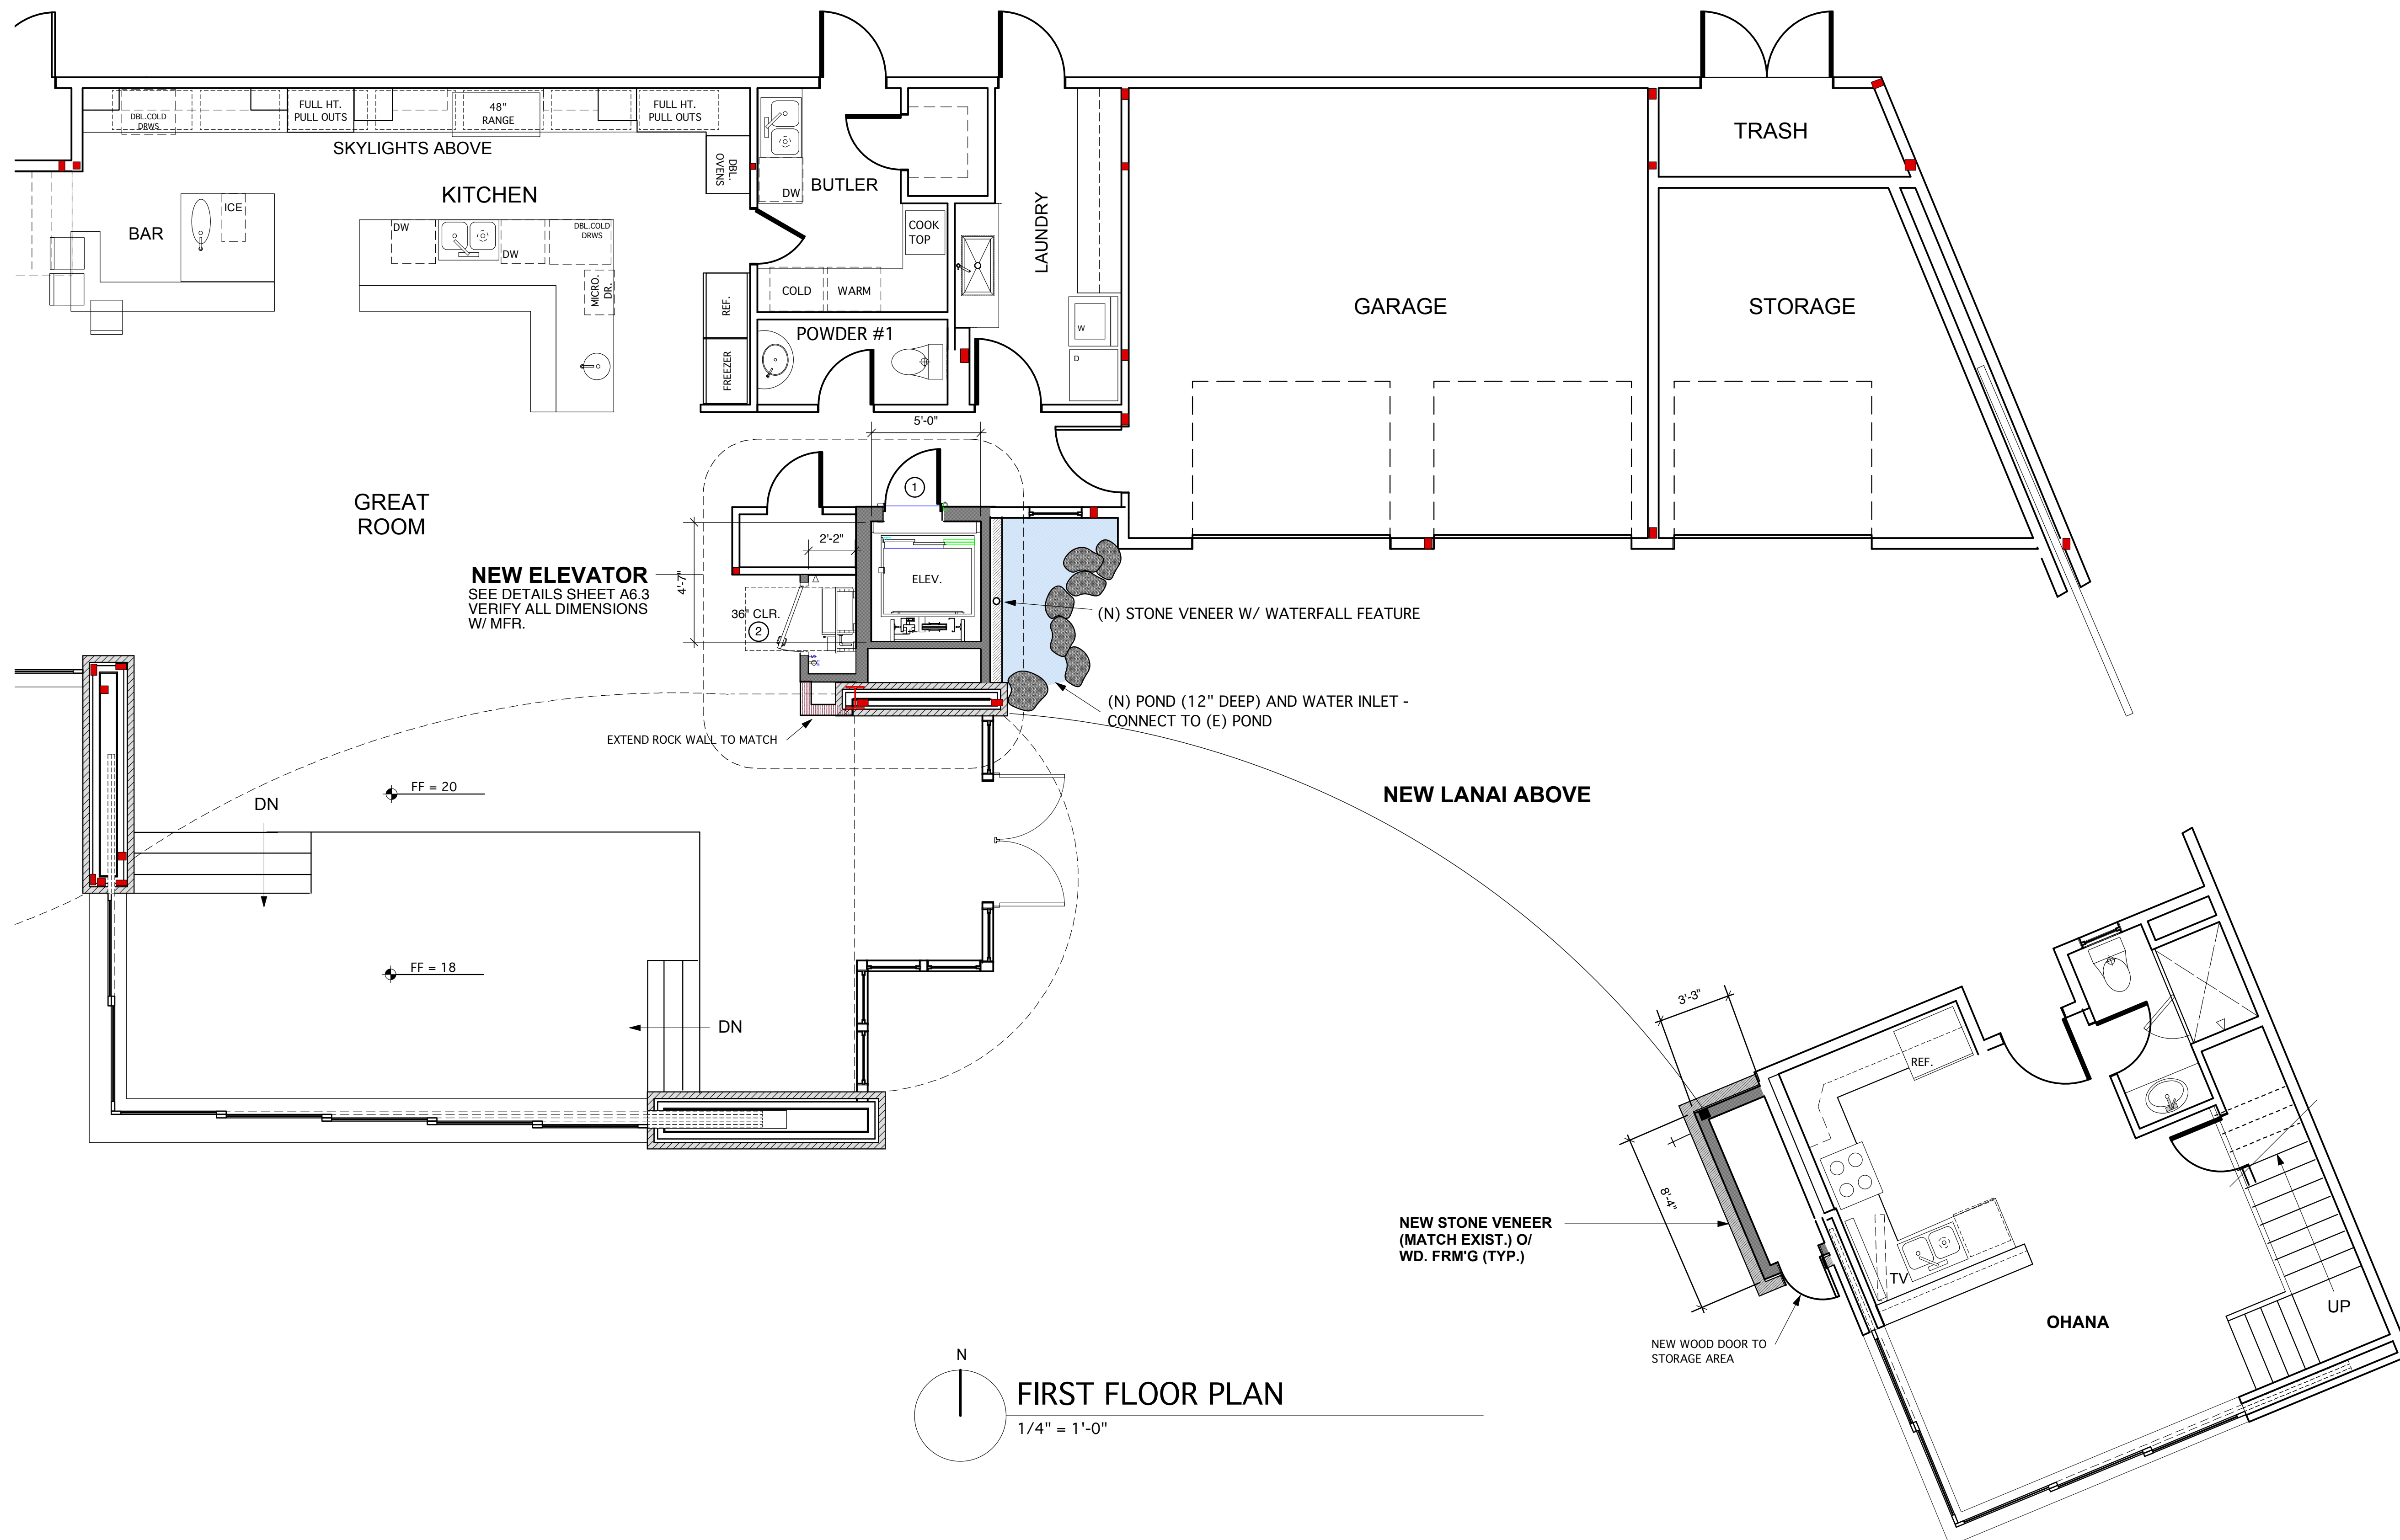 FULL HT.
PULL OUTS
48"
RANGE
FULL HT.
PULL OUTS
DBL.COLD
DRWS
SKYLIGHTS ABOVE
DBL.
OVENS
KITCHEN
BAR
ICE
DW
DW
DBL.COLD
DRWS
MICRO.
DR.
DW
BUTLER
COOK
TOP
COLD
WARM
REF.
FREEZER
POWDER #1
LAUNDRY
W
D
GARAGE
TRASH
STORAGE
5'-0"
1
GREAT
ROOM
2'-2"
4'-7"
ELEV.
NEW ELEVATOR
SEE DETAILS SHEET A6.3
VERIFY ALL DIMENSIONS
W/ MFR.
36" CLR.
2
(N) STONE VENEER W/ WATERFALL FEATURE
(N) POND (12" DEEP) AND WATER INLET -
CONNECT TO (E) POND
EXTEND ROCK WALL TO MATCH
FF = 20
DN
NEW LANAI ABOVE
FF = 18
DN
3'-3"
REF.
8'-4"
NEW STONE VENEER
(MATCH EXIST.) O/
WD. FRM'G (TYP.)
TV
UP
OHANA
NEW WOOD DOOR TO
STORAGE AREA
N
FIRST FLOOR PLAN
1/4" = 1'-0"